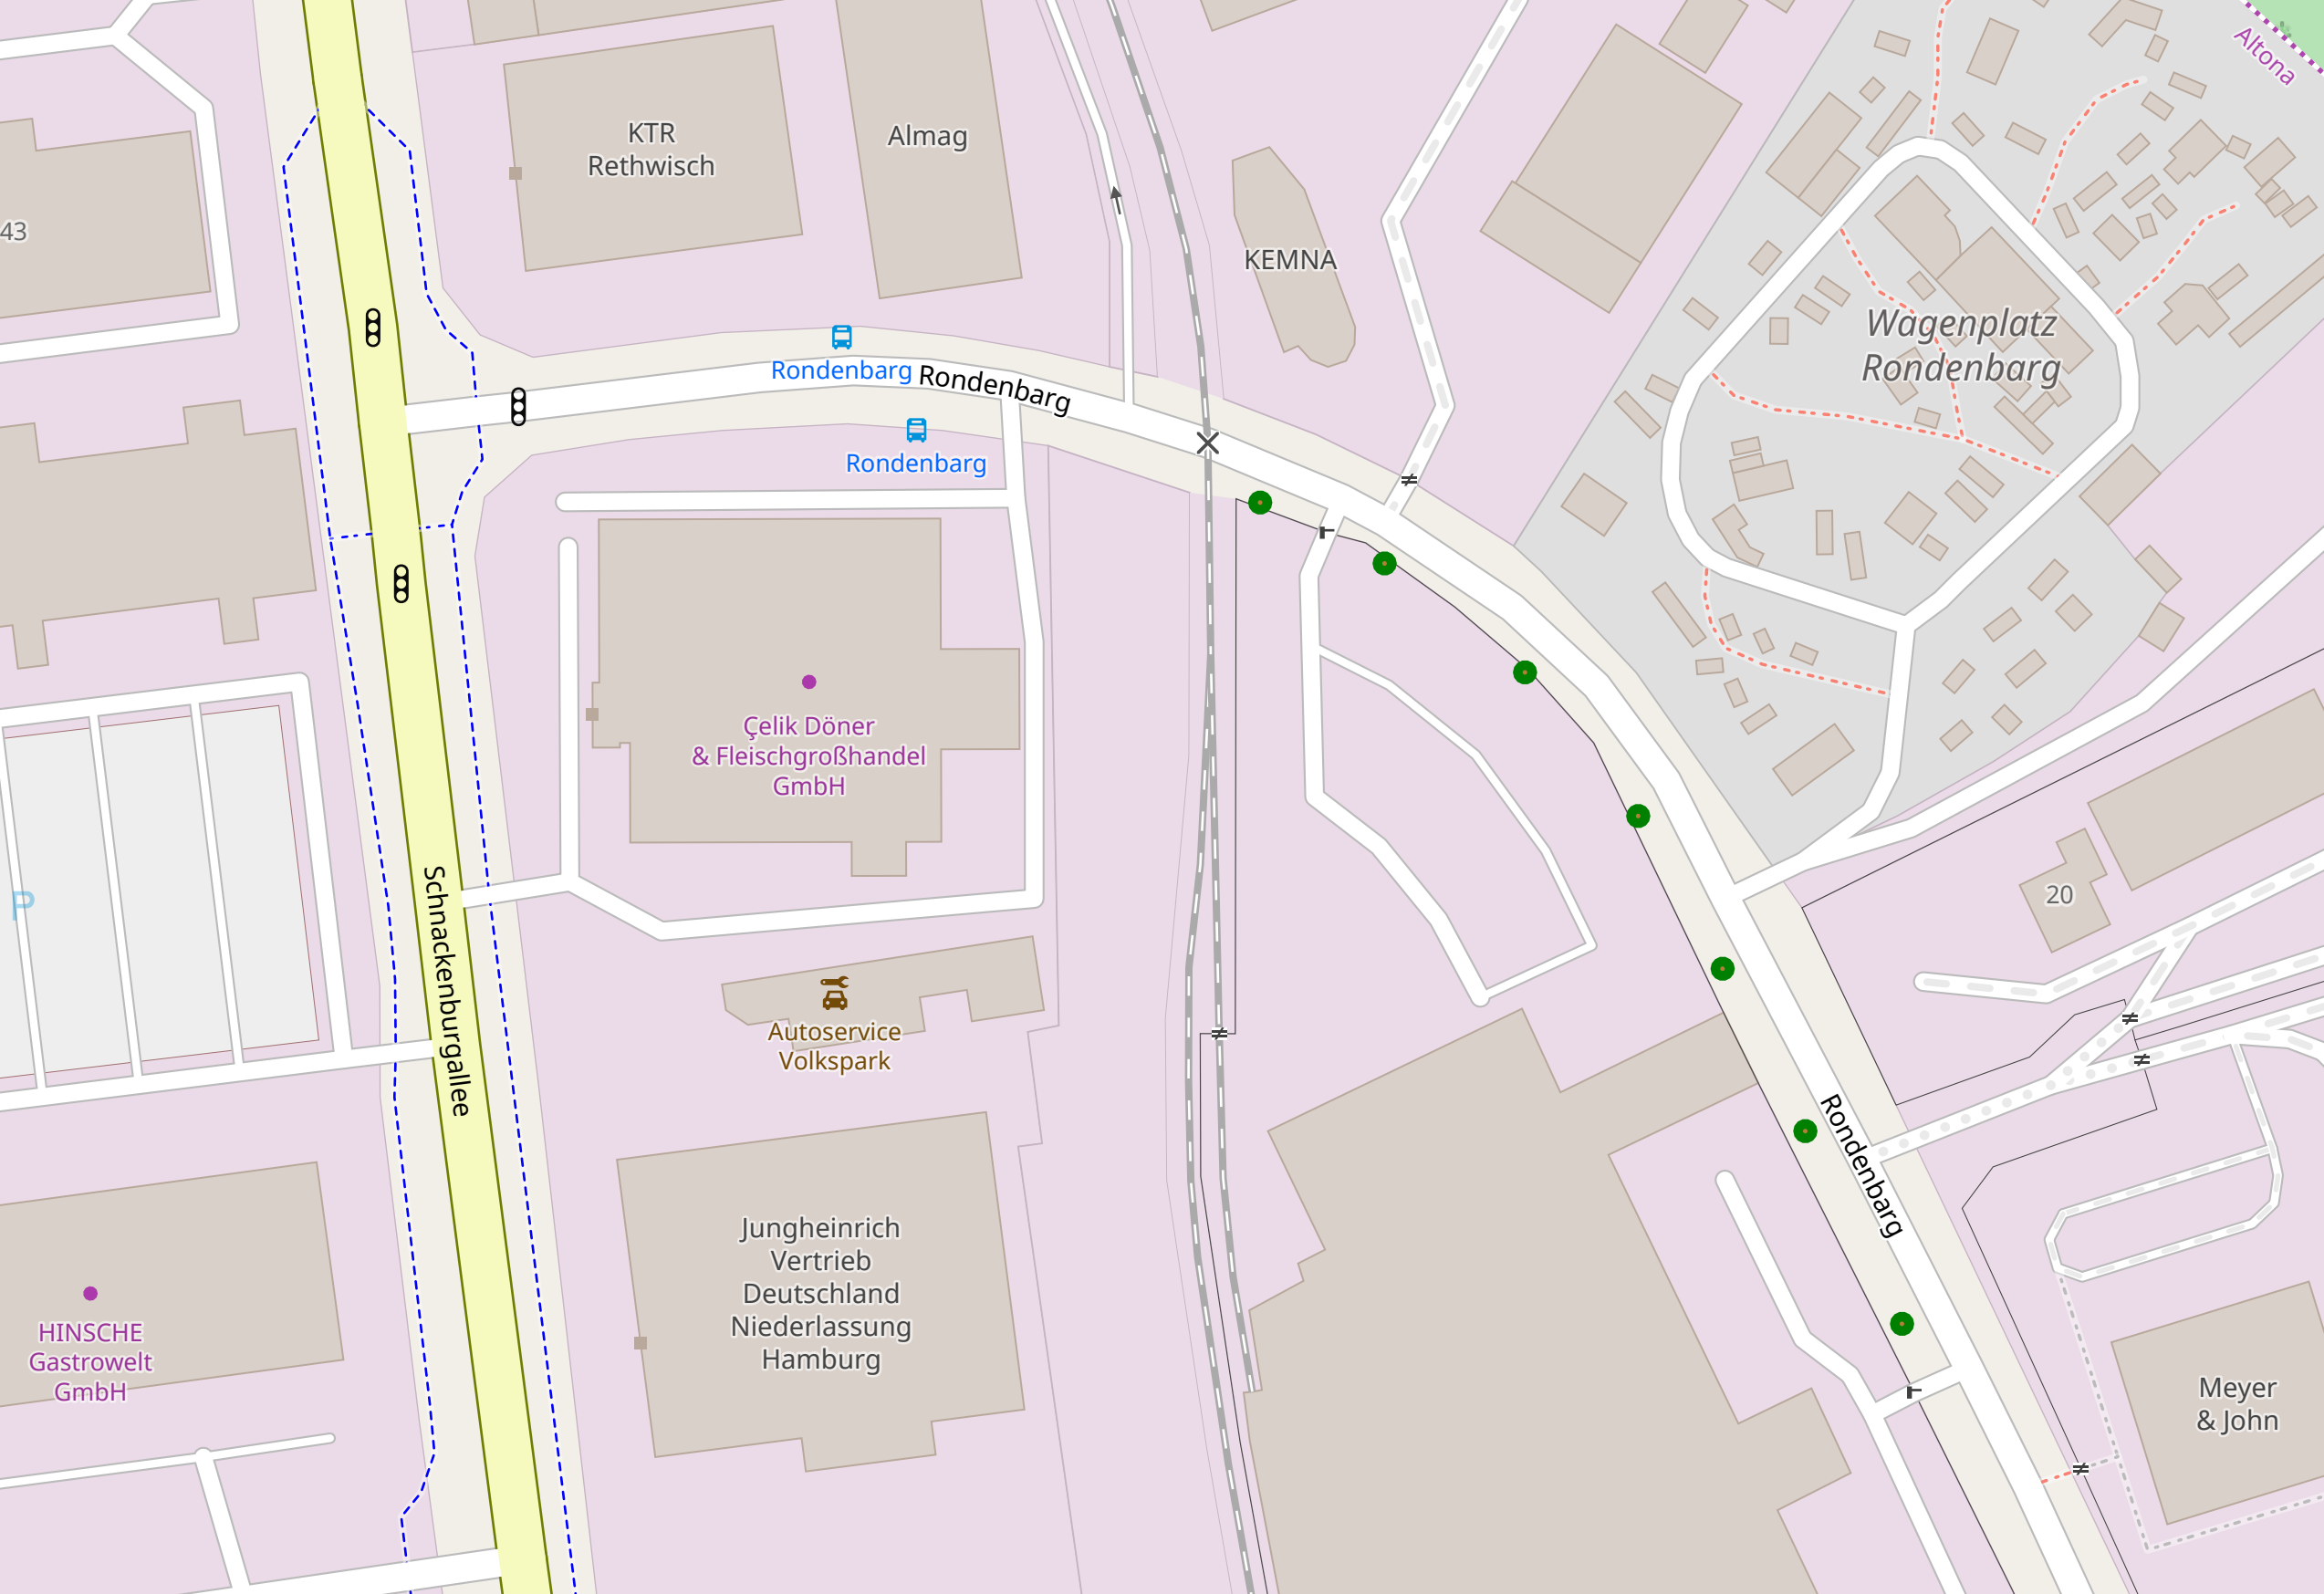 Altona
KTR
Rethwisch
Almag
43
KEMNA
Wagenplatz
Rondenbarg
Rondenbarg
Rondenbarg
Rondenbarg
Çelik Döner
& Fleischgroßhandel
GmbH
20
P
Schnackenburgallee
Autoservice
Volkspark
Rondenbarg
Jungheinrich
Vertrieb
Deutschland
Niederlassung
Hamburg
HINSCHE
Gastrowelt
GmbH
Meyer
& John